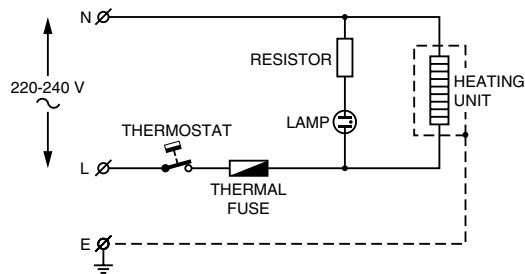 N
RESISTOR
220-240 V
HEATING
UNIT
LAMP
THERMOSTAT
L
THERMAL
FUSE
E